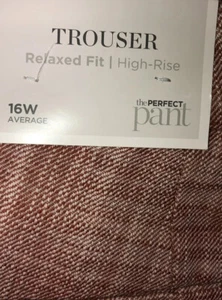 TROUSER
Relaxed Fit | High-Rise
16W
AVERAGE
the PERFECT
pant